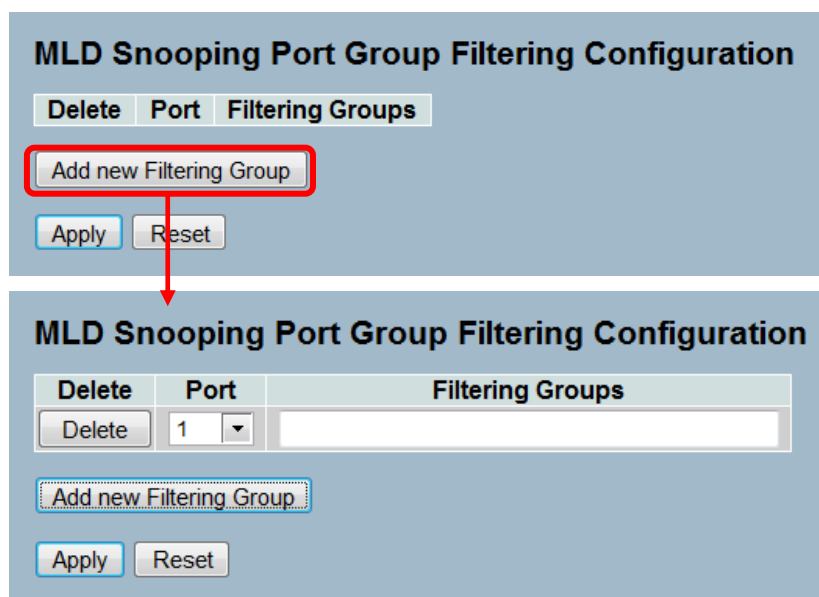 MLD Snooping Port Group Filtering Configuration
Delete Port Filtering Groups
Add new Filtering Group
Apply Reset
MLD Snooping Port Group Filtering Configuration
Delete Port Filtering Groups
Delete 1
Add new Filtering Group
Apply Reset